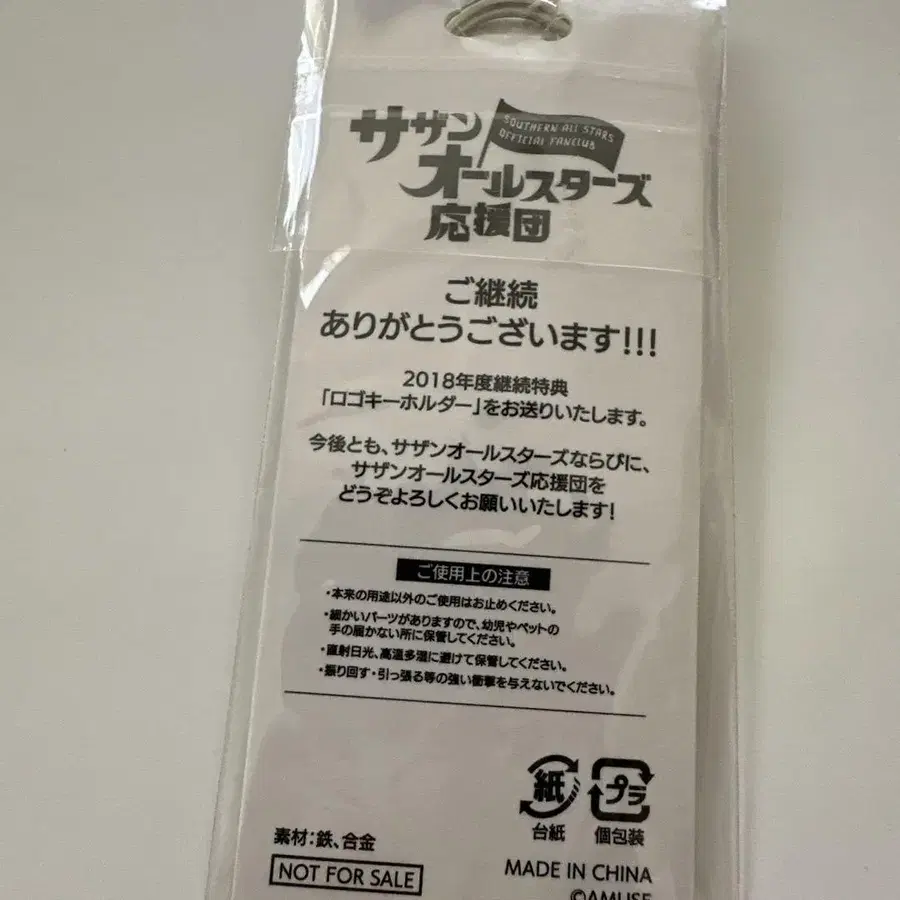 サザン
SOUTHERN ALL STARS
OFFICIAL FANCLUB
オールスターズ
応援団
ご継続
ありがとうございます!!!
2018年度継続特典
「ロゴキーホルダー」をお送りいたします。
今後とも、サザンオールスターズならびに、
サザンオールスターズ応援団を
どうぞよろしくお願いいたします!
ご使用上の注意
・本来の用途以外のご使用はお止めください。
・細かいパーツがありますので、幼児やペットの
手の届かない所に保管してください。
・直射日光、高温多湿に避けて保管してください。
・振り回す・引っ張る等の強い衝撃を与えないでください。
紙
プラ
台紙
個包装
素材:鉄、合金
NOT FOR SALE
MADE IN CHINA
©AMUSE